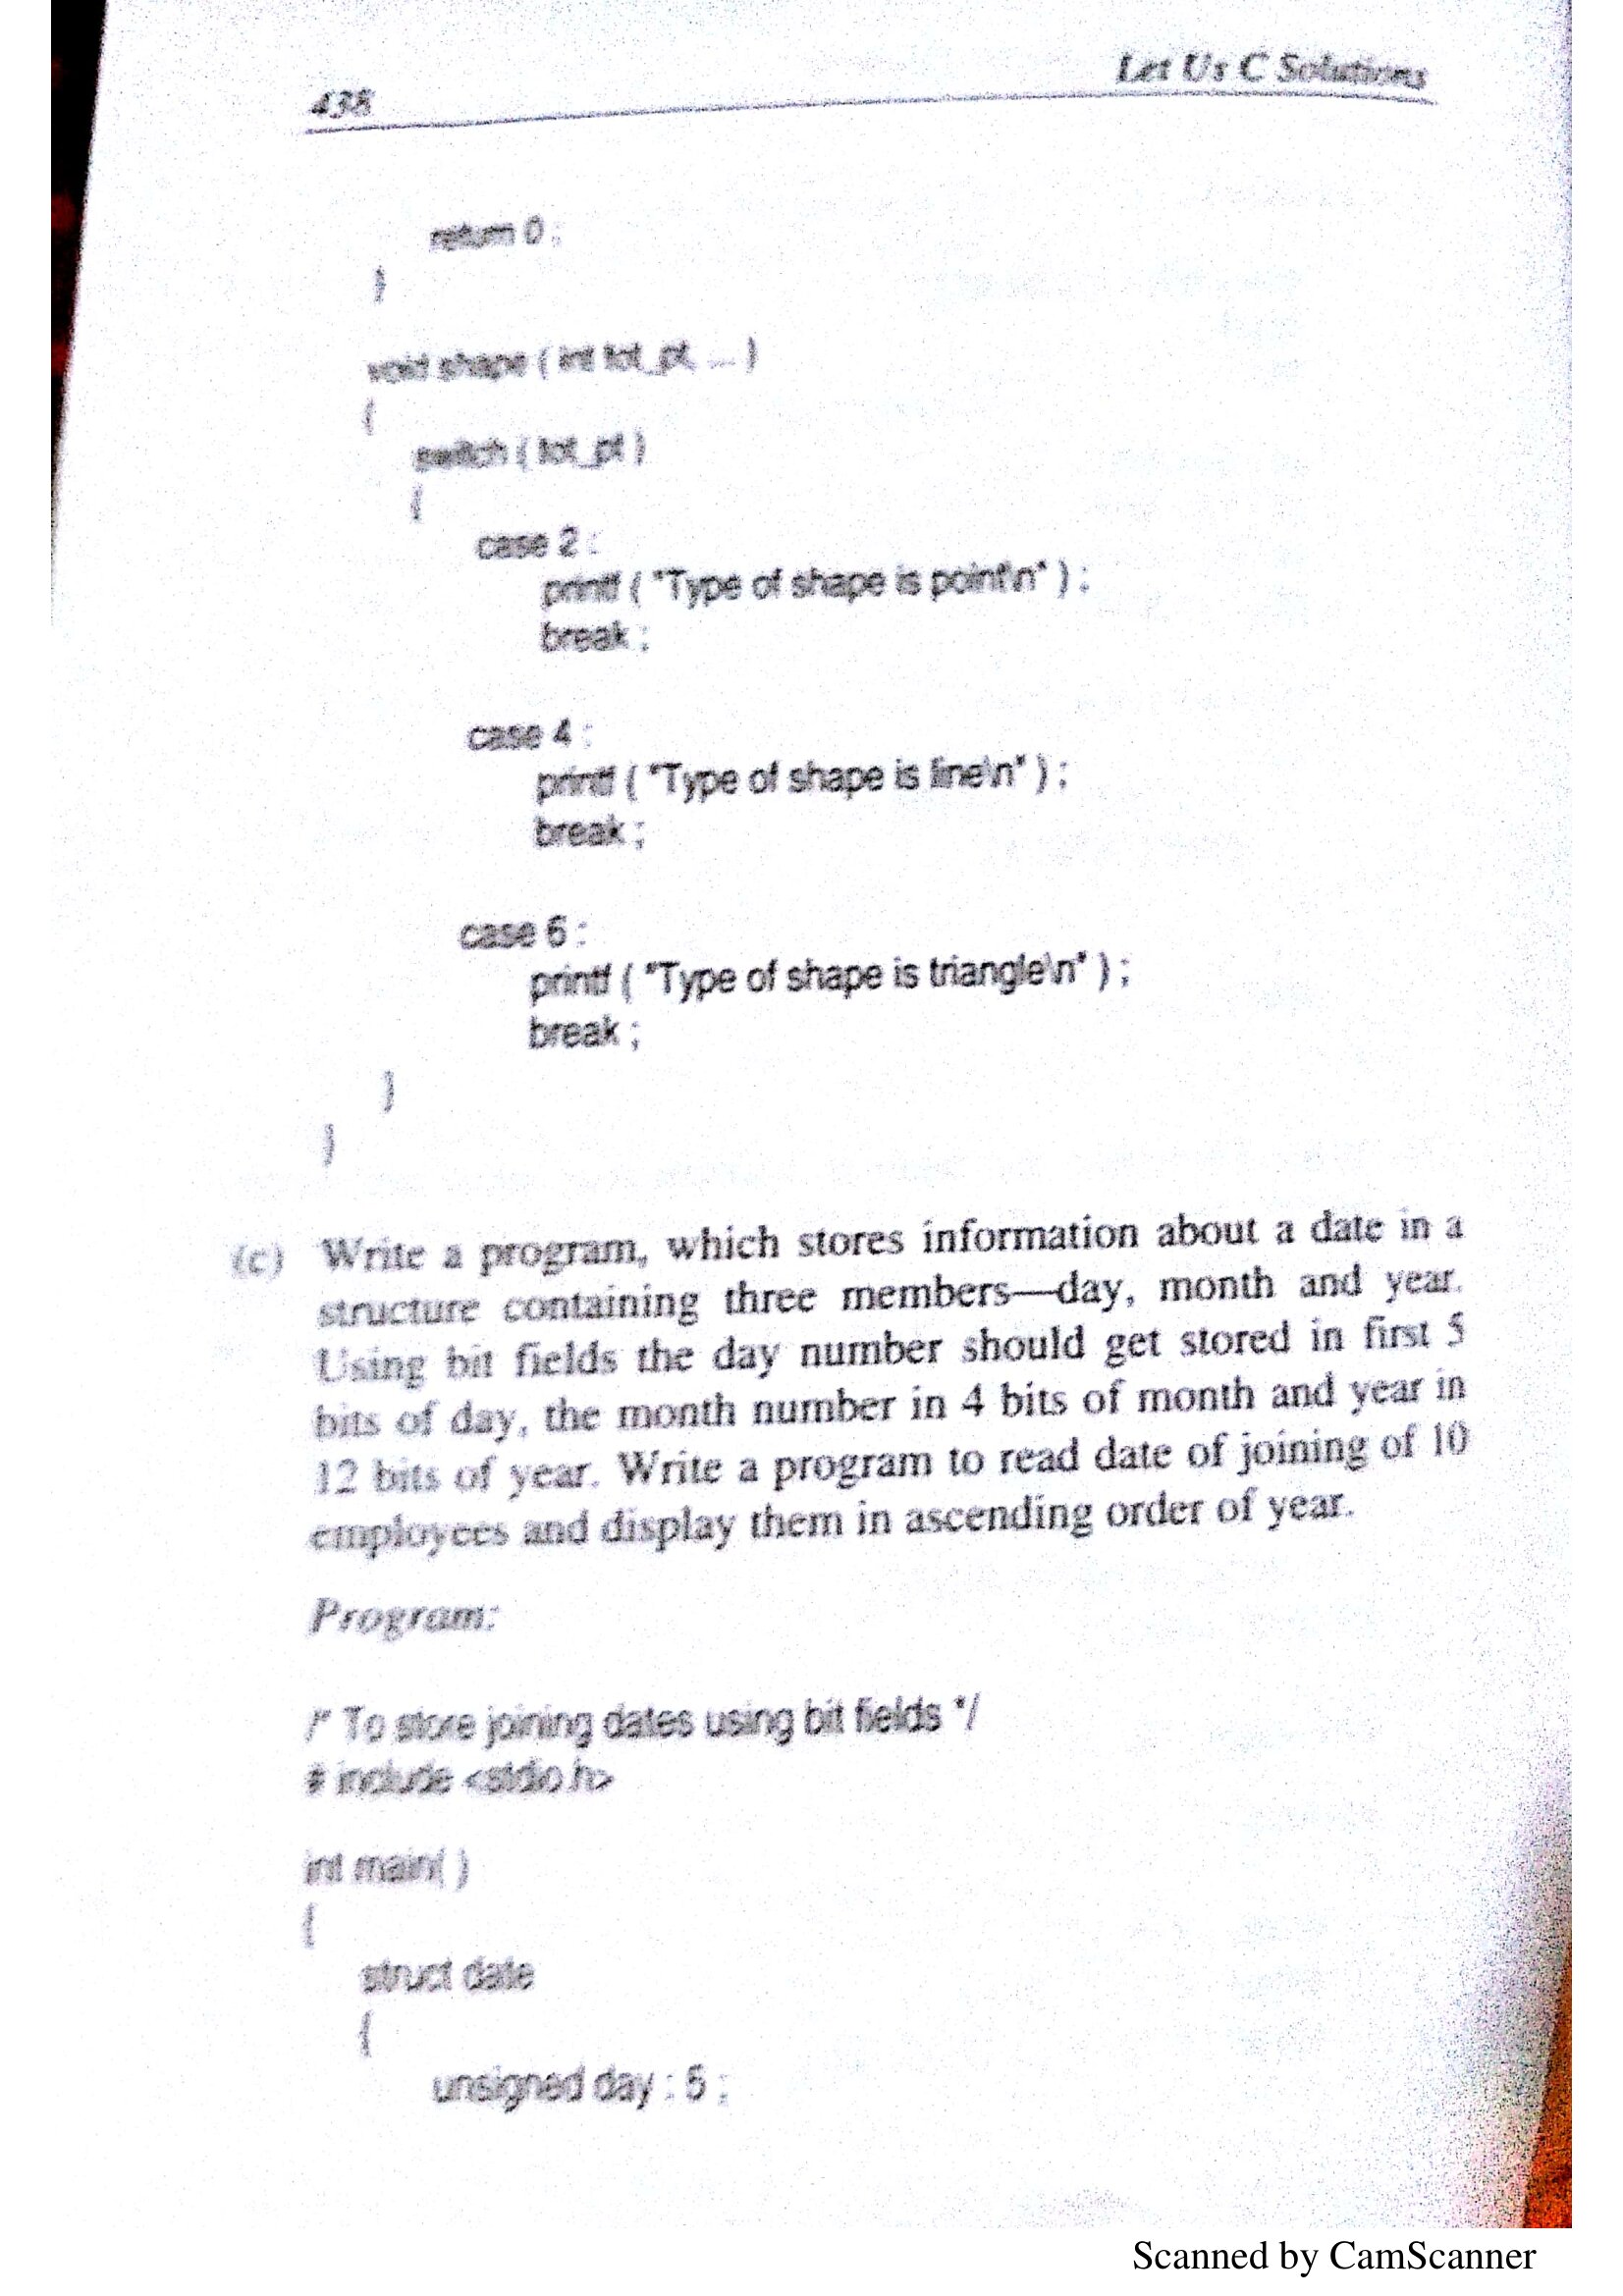 438
Let Us C Solutions
return 0 ;
}
void shape ( int tot_pt, ... )
{
switch ( tot_pt )
{
case 2 :
printf ( "Type of shape is point\n" ) ;
break ;
case 4 :
printf ( "Type of shape is line\n" ) ;
break ;
case 6 :
printf ( "Type of shape is triangle\n" ) ;
break ;
}
}
(c) Write a program, which stores information about a date in a
structure containing three members—day, month and year.
Using bit fields the day number should get stored in first 5
bits of day, the month number in 4 bits of month and year in
12 bits of year. Write a program to read date of joining of 10
employees and display them in ascending order of year.
Program:
/* To store joining dates using bit fields */
# include <stdio.h>
int main( )
{
struct date
{
unsigned day : 5 ;
Scanned by CamScanner